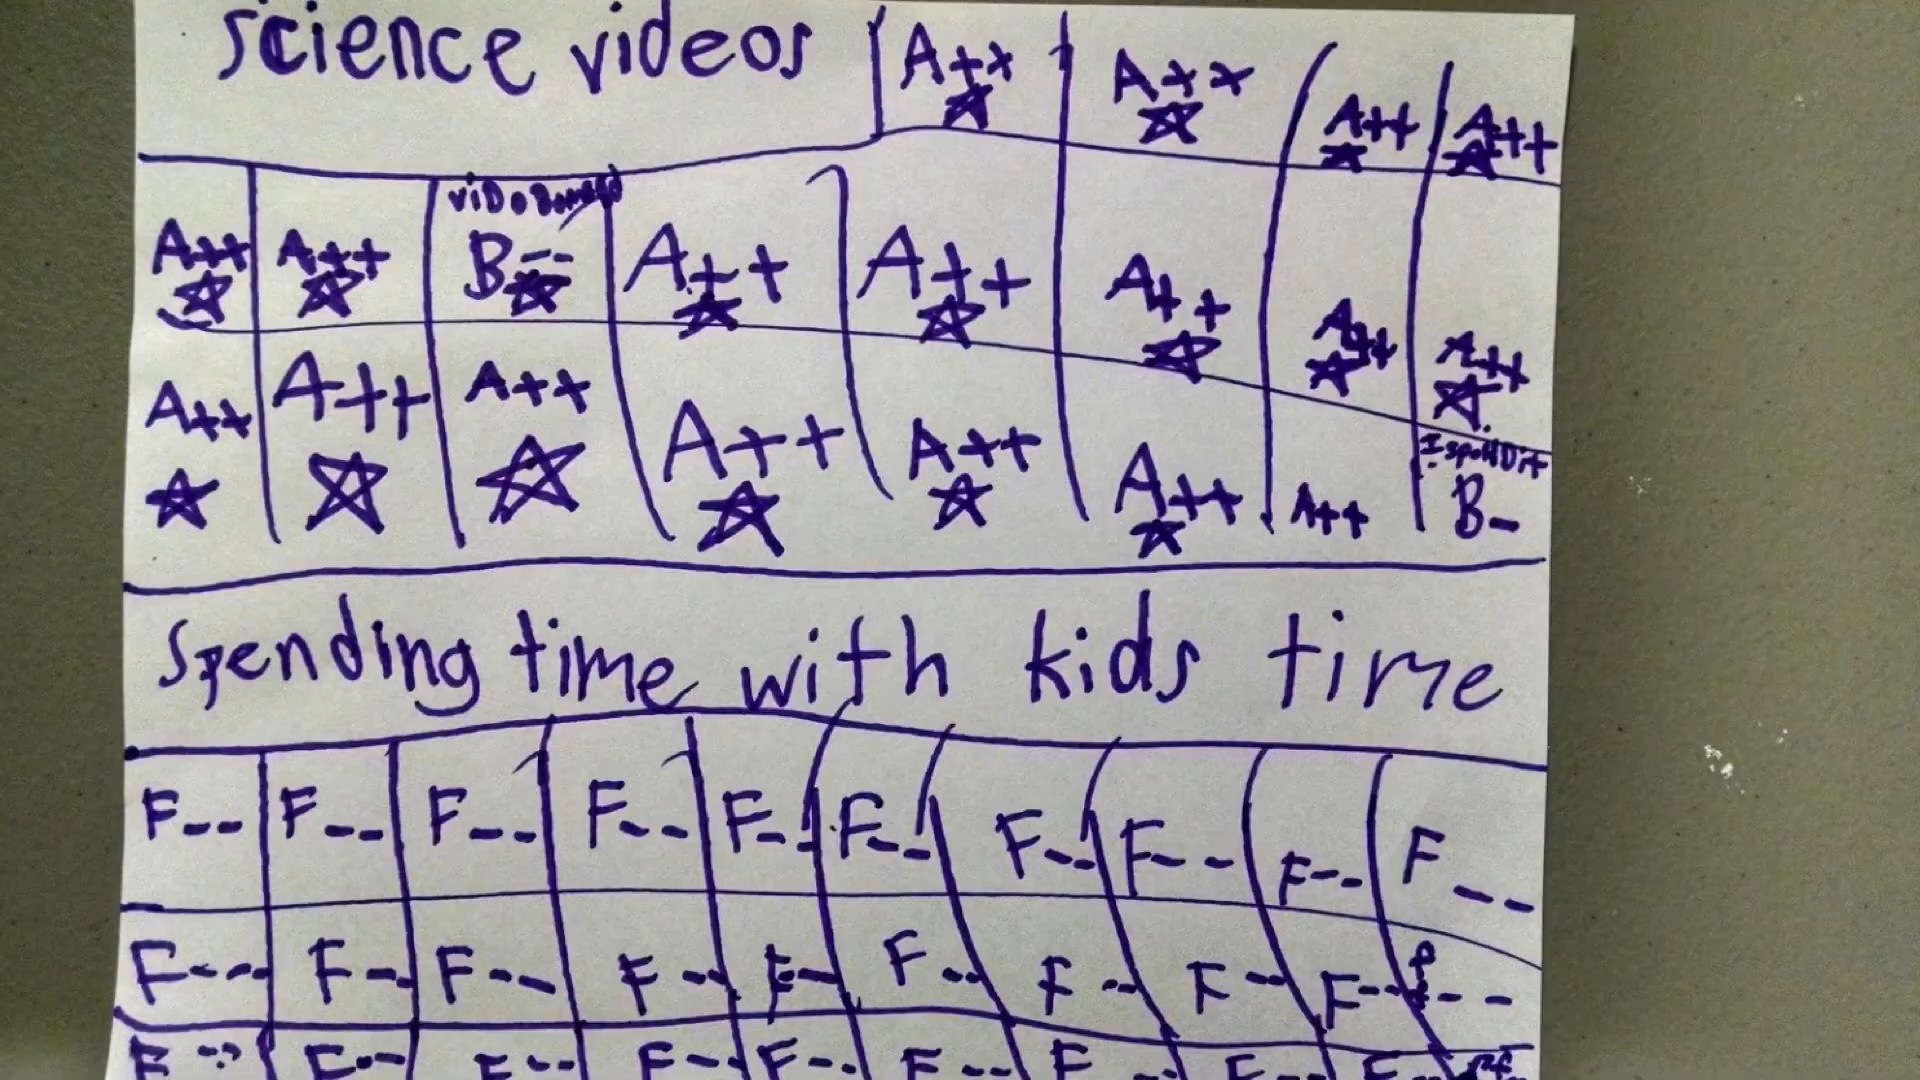 science videos A++ A++ A++ A++
A++ A++ B-- A++ A++ A++ A++ A++
A++ A++ A++ A++ A++ A++ A++ B-
spending time with kids time
F-- F-- F-- F-- F-- F-- F-- F-- F-- F--
F--- F-- F-- F-- F-- F-- F-- F-- F--
F-- F-- F-- F-- F-- F-- F-- F-- F